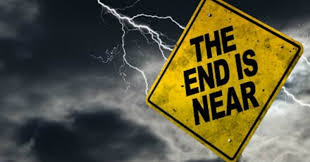 THE
END IS
NEAR